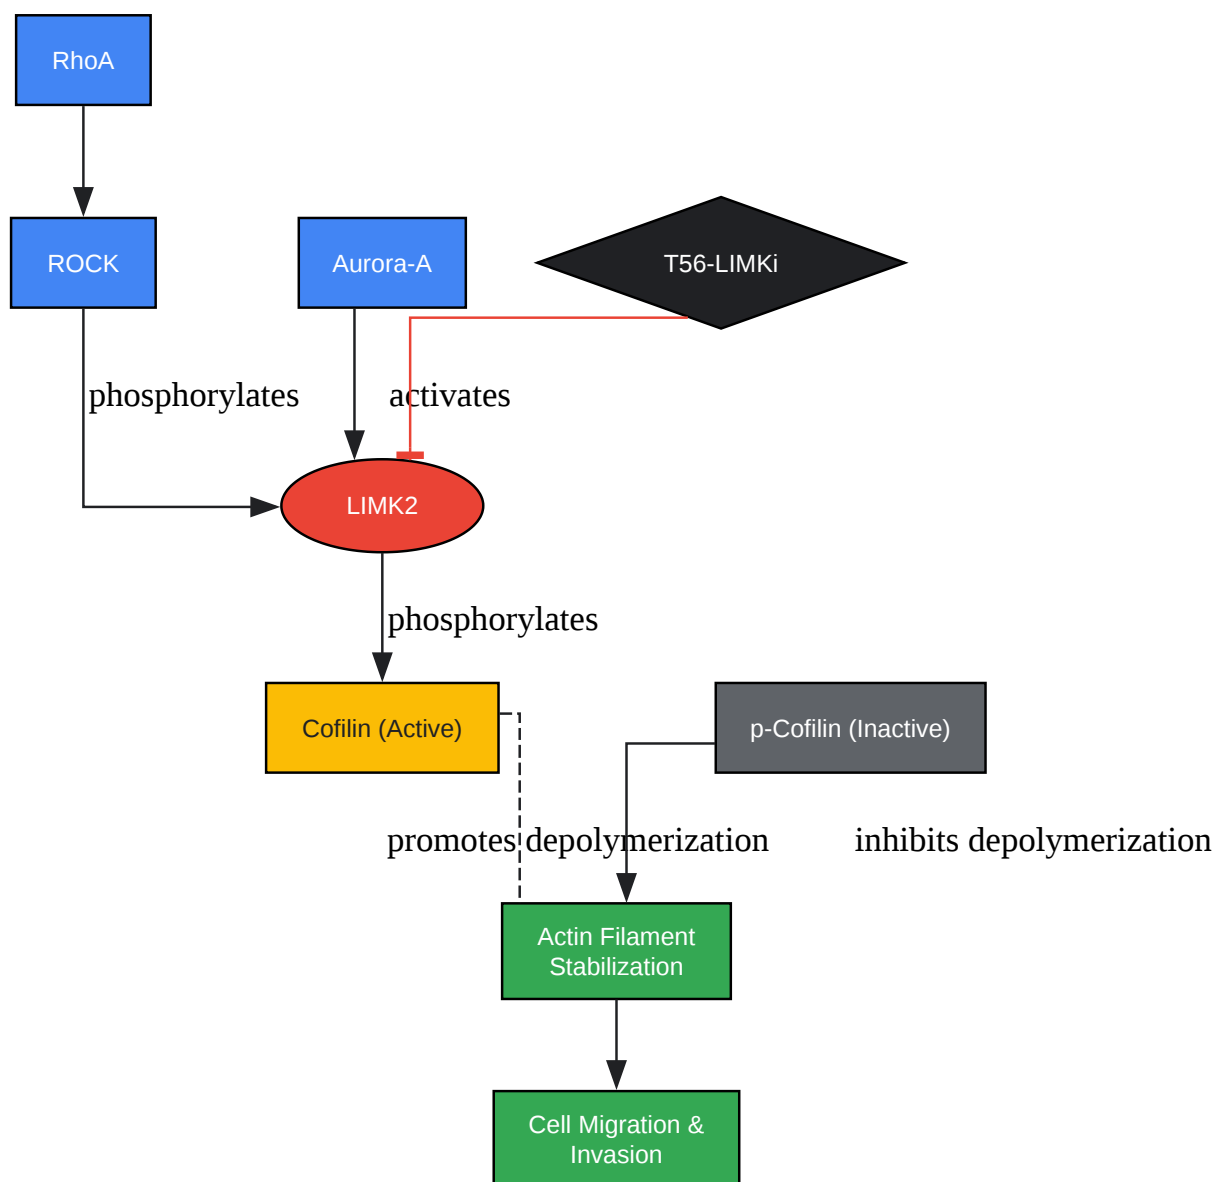 RhoA
ROCK
Aurora-A
T56-LIMKi
phosphorylates
activates
LIMK2
phosphorylates
Cofilin (Active)
p-Cofilin (Inactive)
promotes depolymerization
inhibits depolymerization
Actin Filament
Stabilization
Cell Migration &
Invasion